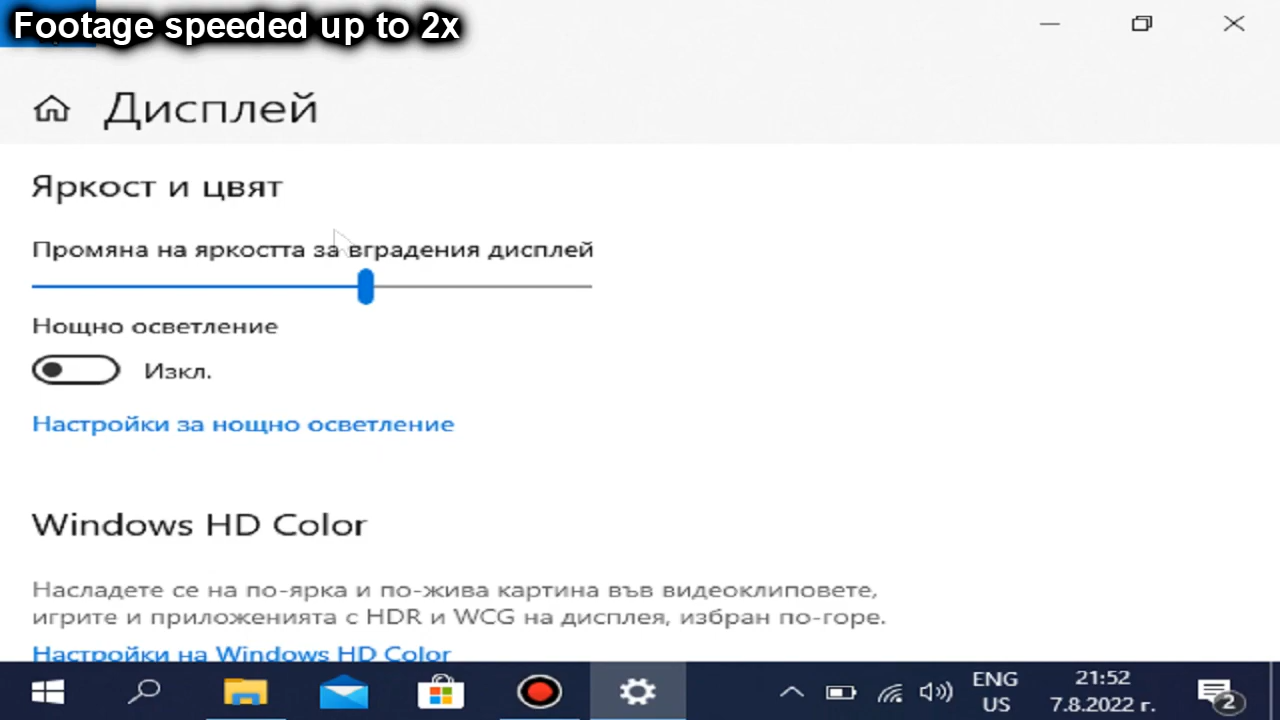 Footage speeded up to 2x
Дисплей
Яркост и цвят
Промяна на яркостта за вградения дисплей
Нощно осветление
Изкл.
Настройки за нощно осветление
Windows HD Color
Насладете се на по-ярка и по-жива картина във видеоклиповете,
игрите и приложенията с HDR и WCG на дисплея, избран по-горе.
Настройки на Windows HD Color
ENG
US
21:52
7.8.2022 г.
2